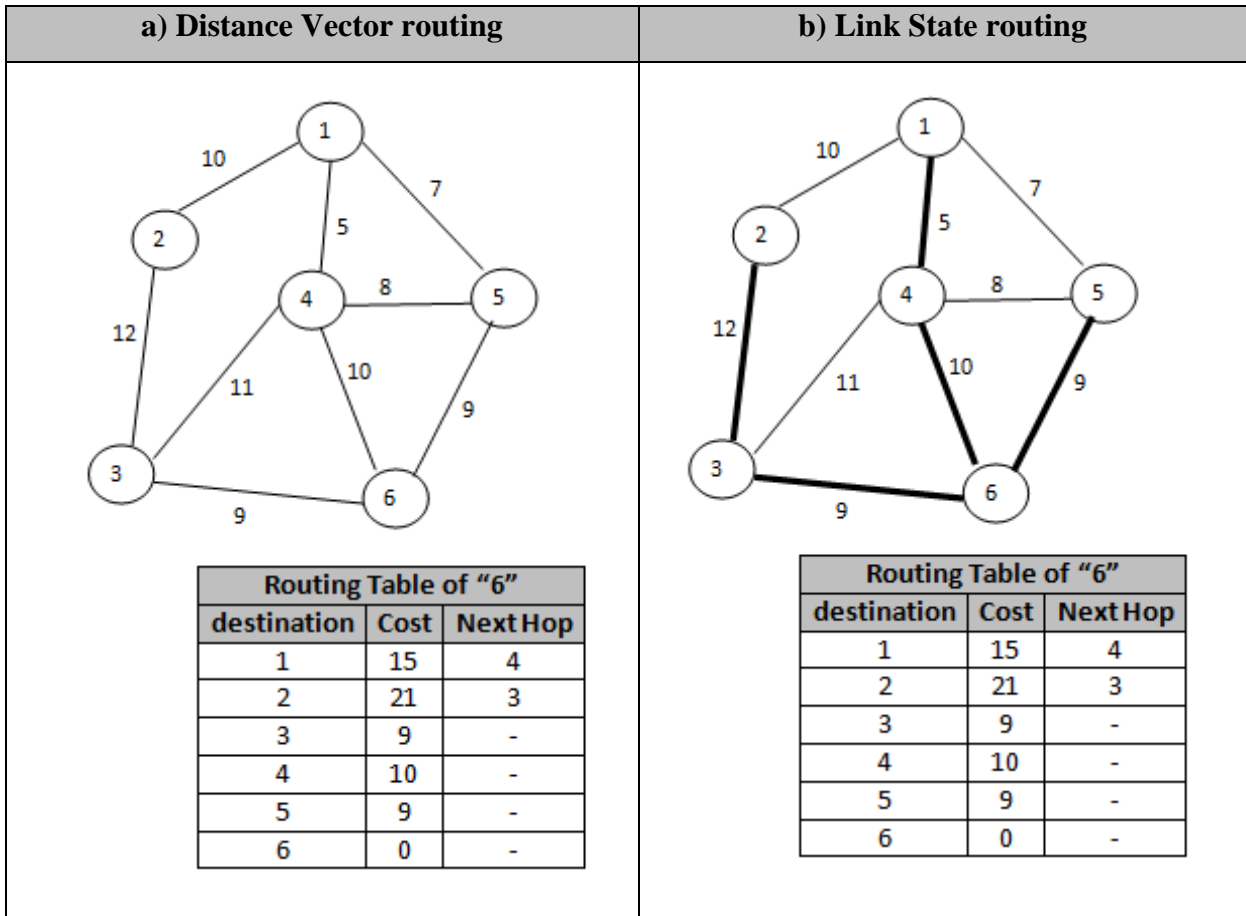 a) Distance Vector routing
b) Link State routing
1
10
7
2
5
4
8
5
12
10
11
9
3
6
9
Routing Table of “6”
destination Cost Next Hop
1 15 4
2 21 3
3 9 -
4 10 -
5 9 -
6 0 -
1
10
7
2
5
4
8
5
12
10
11
9
3
6
9
Routing Table of “6”
destination Cost Next Hop
1 15 4
2 21 3
3 9 -
4 10 -
5 9 -
6 0 -